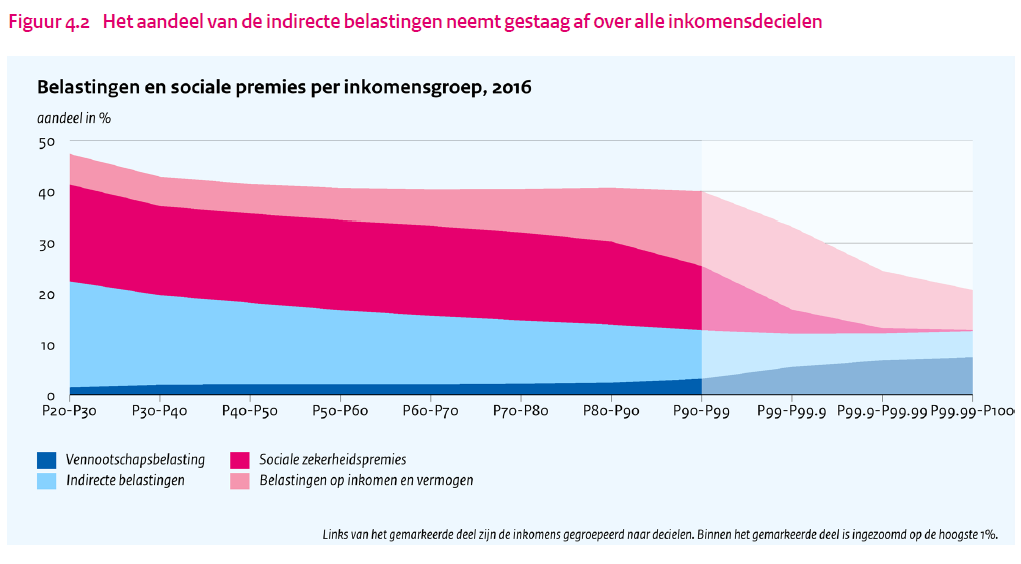 Figuur 4.2 Het aandeel van de indirecte belastingen neemt gestaag af over alle inkomensdecielen
Belastingen en sociale premies per inkomensgroep, 2016
aandeel in %
50
40
30
20
10
0
P20-P30 P30-P40 P40-P50 P50-P60 P60-P70 P70-P80 P80-P90 P90-P99 P99-P99.9 P99.9-P99.99 P99.99-P100
Vennootschapsbelasting Sociale zekerheidspremies
Indirecte belastingen Belastingen op inkomen en vermogen
Links van het gemarkeerde deel zijn de inkomens gegroepeerd naar decielen. Binnen het gemarkeerde deel is ingezoomd op de hoogste 1%.